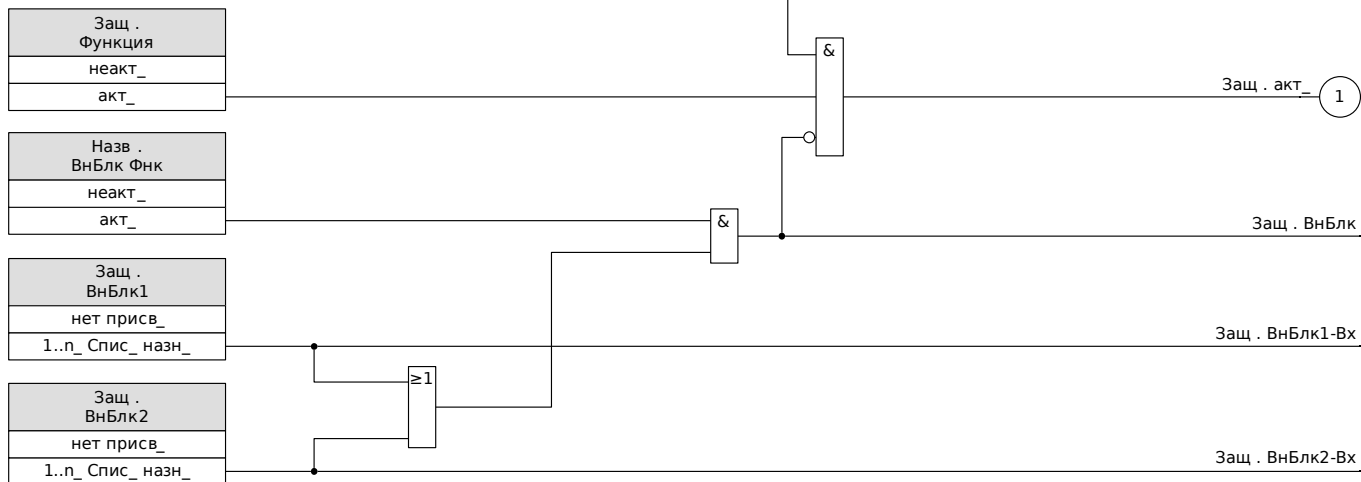 Защ .
Функция
неакт_
акт_
&
Защ . акт_
1
Назв .
ВнБлк Фнк
неакт_
акт_
&
Защ . ВнБлк
Защ .
ВнБлк1
нет присв_
1..n_ Спис_ назн_
Защ . ВнБлк1-Вх
≥1
Защ .
ВнБлк2
нет присв_
1..n_ Спис_ назн_
Защ . ВнБлк2-Вх